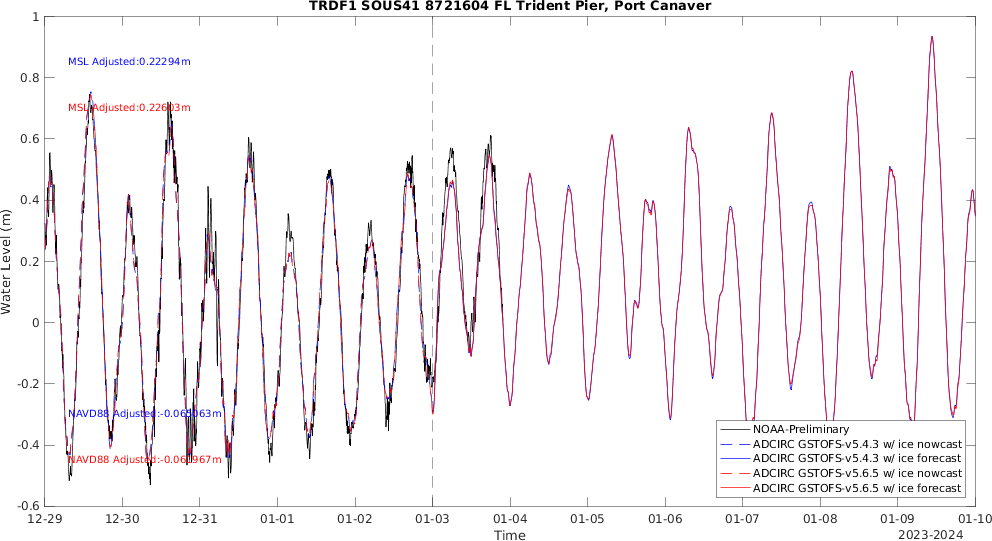 TRDF1 SOUS41 8721604 FL Trident Pier, Port Canaver
1
0.8
0.6
0.4
0.2
0
-0.2
-0.4
-0.6
Water Level (m)
MSL Adjusted:0.22294m
MSL Adjusted:0.22603m
NAVD88 Adjusted:-0.065063m
NAVD88 Adjusted:-0.061967m
NOAA-Preliminary
ADCIRC GSTOFS-v5.4.3 w/ ice nowcast
ADCIRC GSTOFS-v5.4.3 w/ ice forecast
ADCIRC GSTOFS-v5.6.5 w/ ice nowcast
ADCIRC GSTOFS-v5.6.5 w/ ice forecast
12-29 12-30 12-31 01-01 01-02 01-03 01-04 01-05 01-06 01-07 01-08 01-09 01-10
Time
2023-2024